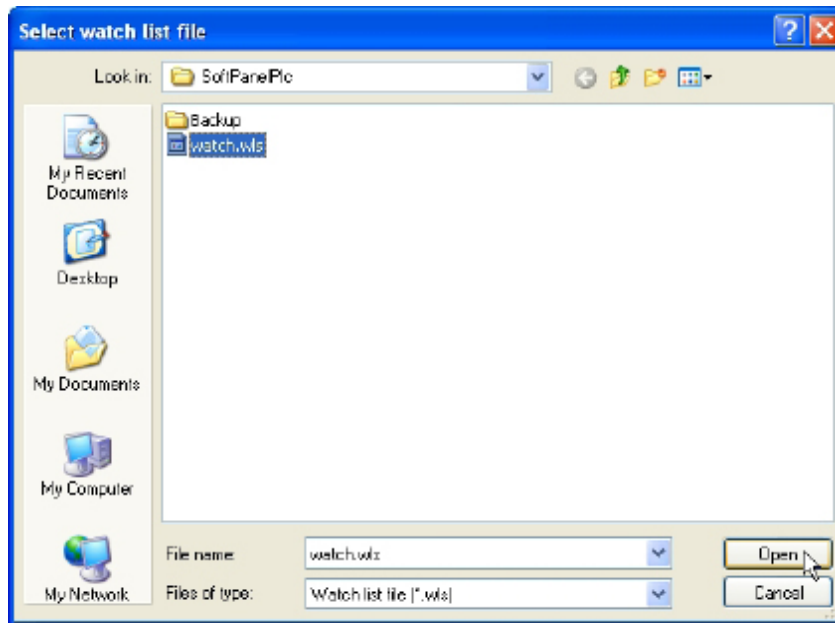 Select watch list file
Look in:
SoftPanelPlc
Backup
watch.wls
My Recent
Documents
Desktop
My Documents
My Computer
My Network
File name:
watch.wls
Open
Files of type:
Watch list file (*.wls)
Cancel